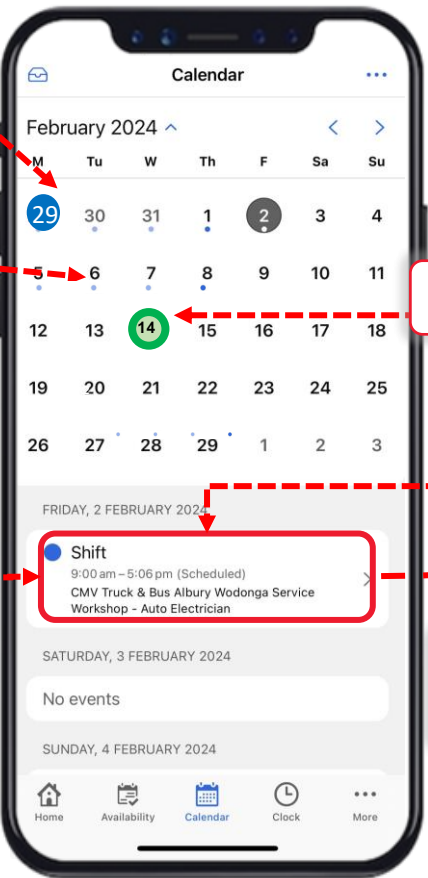 Calendar
February 2024
M Tu W Th F Sa Su
29 30 31 1 2 3 4
5 6 7 8 9 10 11
12 13 14 15 16 17 18
19 20 21 22 23 24 25
26 27 28 29 1 2 3
FRIDAY, 2 FEBRUARY 2024
Shift
9:00 am – 5:06 pm (Scheduled)
CMV Truck & Bus Albury Wodonga Service
Workshop - Auto Electrician
SATURDAY, 3 FEBRUARY 2024
No events
SUNDAY, 4 FEBRUARY 2024
Home Availability Calendar Clock More